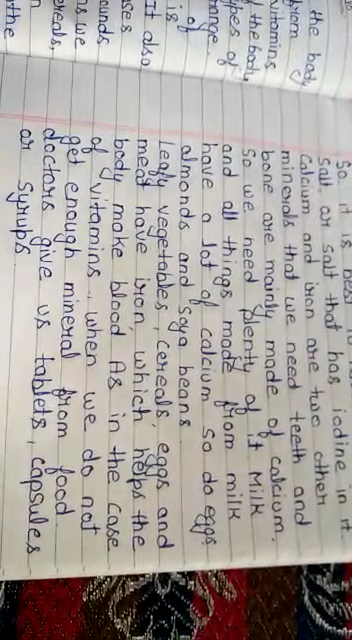 the body
from
vitamins
f the body
ypes of
range.
of
is
It also
ses
ounds
ns we
ereals,
n
the
So, it is best
salt, or salt that has iodine in it.
Calcium and iron are two other
minerals that we need teeth and
bone are mainly made of calcium.
So we need plenty of it Milk
and all things made from milk
have a lot of calcium so do eggs,
almonds and soya beans.
Leafy vegetables, cereals, eggs and
meat have iron, which helps the
body make blood, As in the case
of vitamins, when we do not
get enough mineral from food.
doctors give us tablets, capsules
or syrups